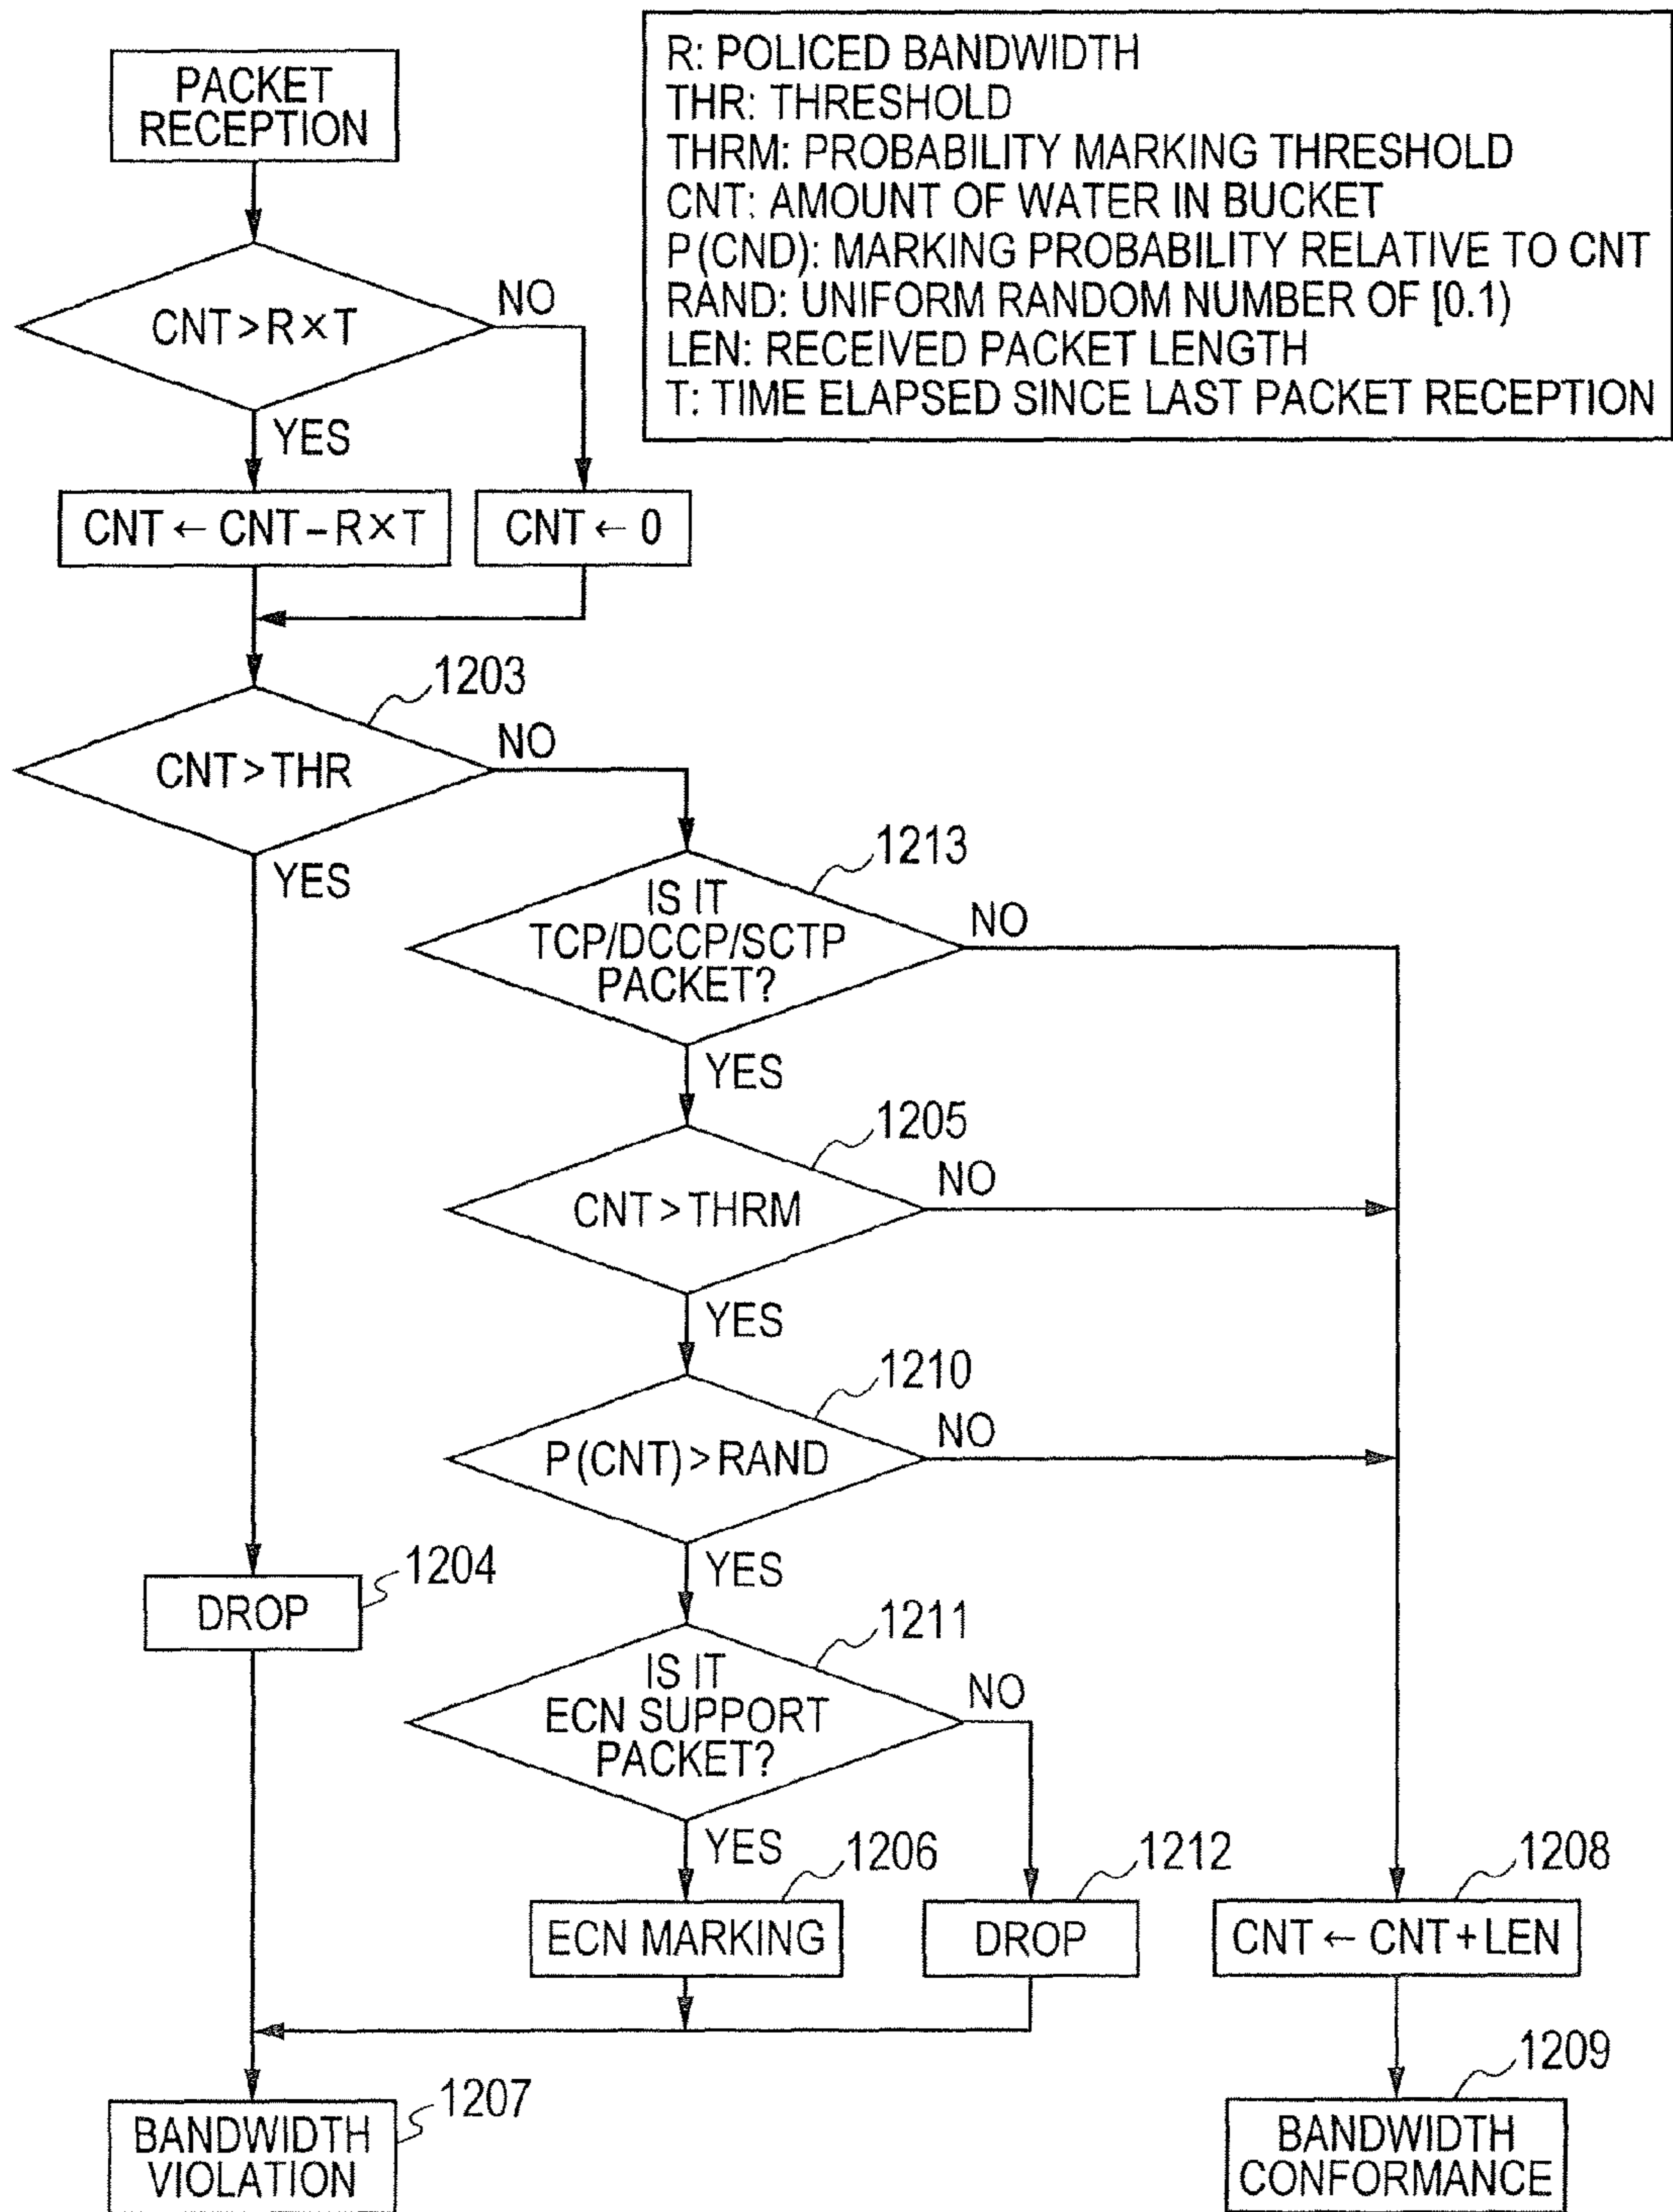 PACKET
RECEPTION
R: POLICED BANDWIDTH
THR: THRESHOLD
THRM: PROBABILITY MARKING THRESHOLD
CNT: AMOUNT OF WATER IN BUCKET
P(CND): MARKING PROBABILITY RELATIVE TO CNT
RAND: UNIFORM RANDOM NUMBER OF [0.1)
LEN: RECEIVED PACKET LENGTH
T: TIME ELAPSED SINCE LAST PACKET RECEPTION
CNT>R×T
NO
YES
CNT ← CNT-R×T
CNT ← 0
1203
CNT>THR
NO
YES
1213
IS IT
TCP/DCCP/SCTP
PACKET?
NO
YES
1205
CNT>THRM
NO
YES
1210
P(CNT)>RAND
NO
YES
1204
DROP
1211
IS IT
ECN SUPPORT
PACKET?
NO
YES
1206
ECN MARKING
1212
DROP
1208
CNT ← CNT+LEN
1207
BANDWIDTH
VIOLATION
1209
BANDWIDTH
CONFORMANCE